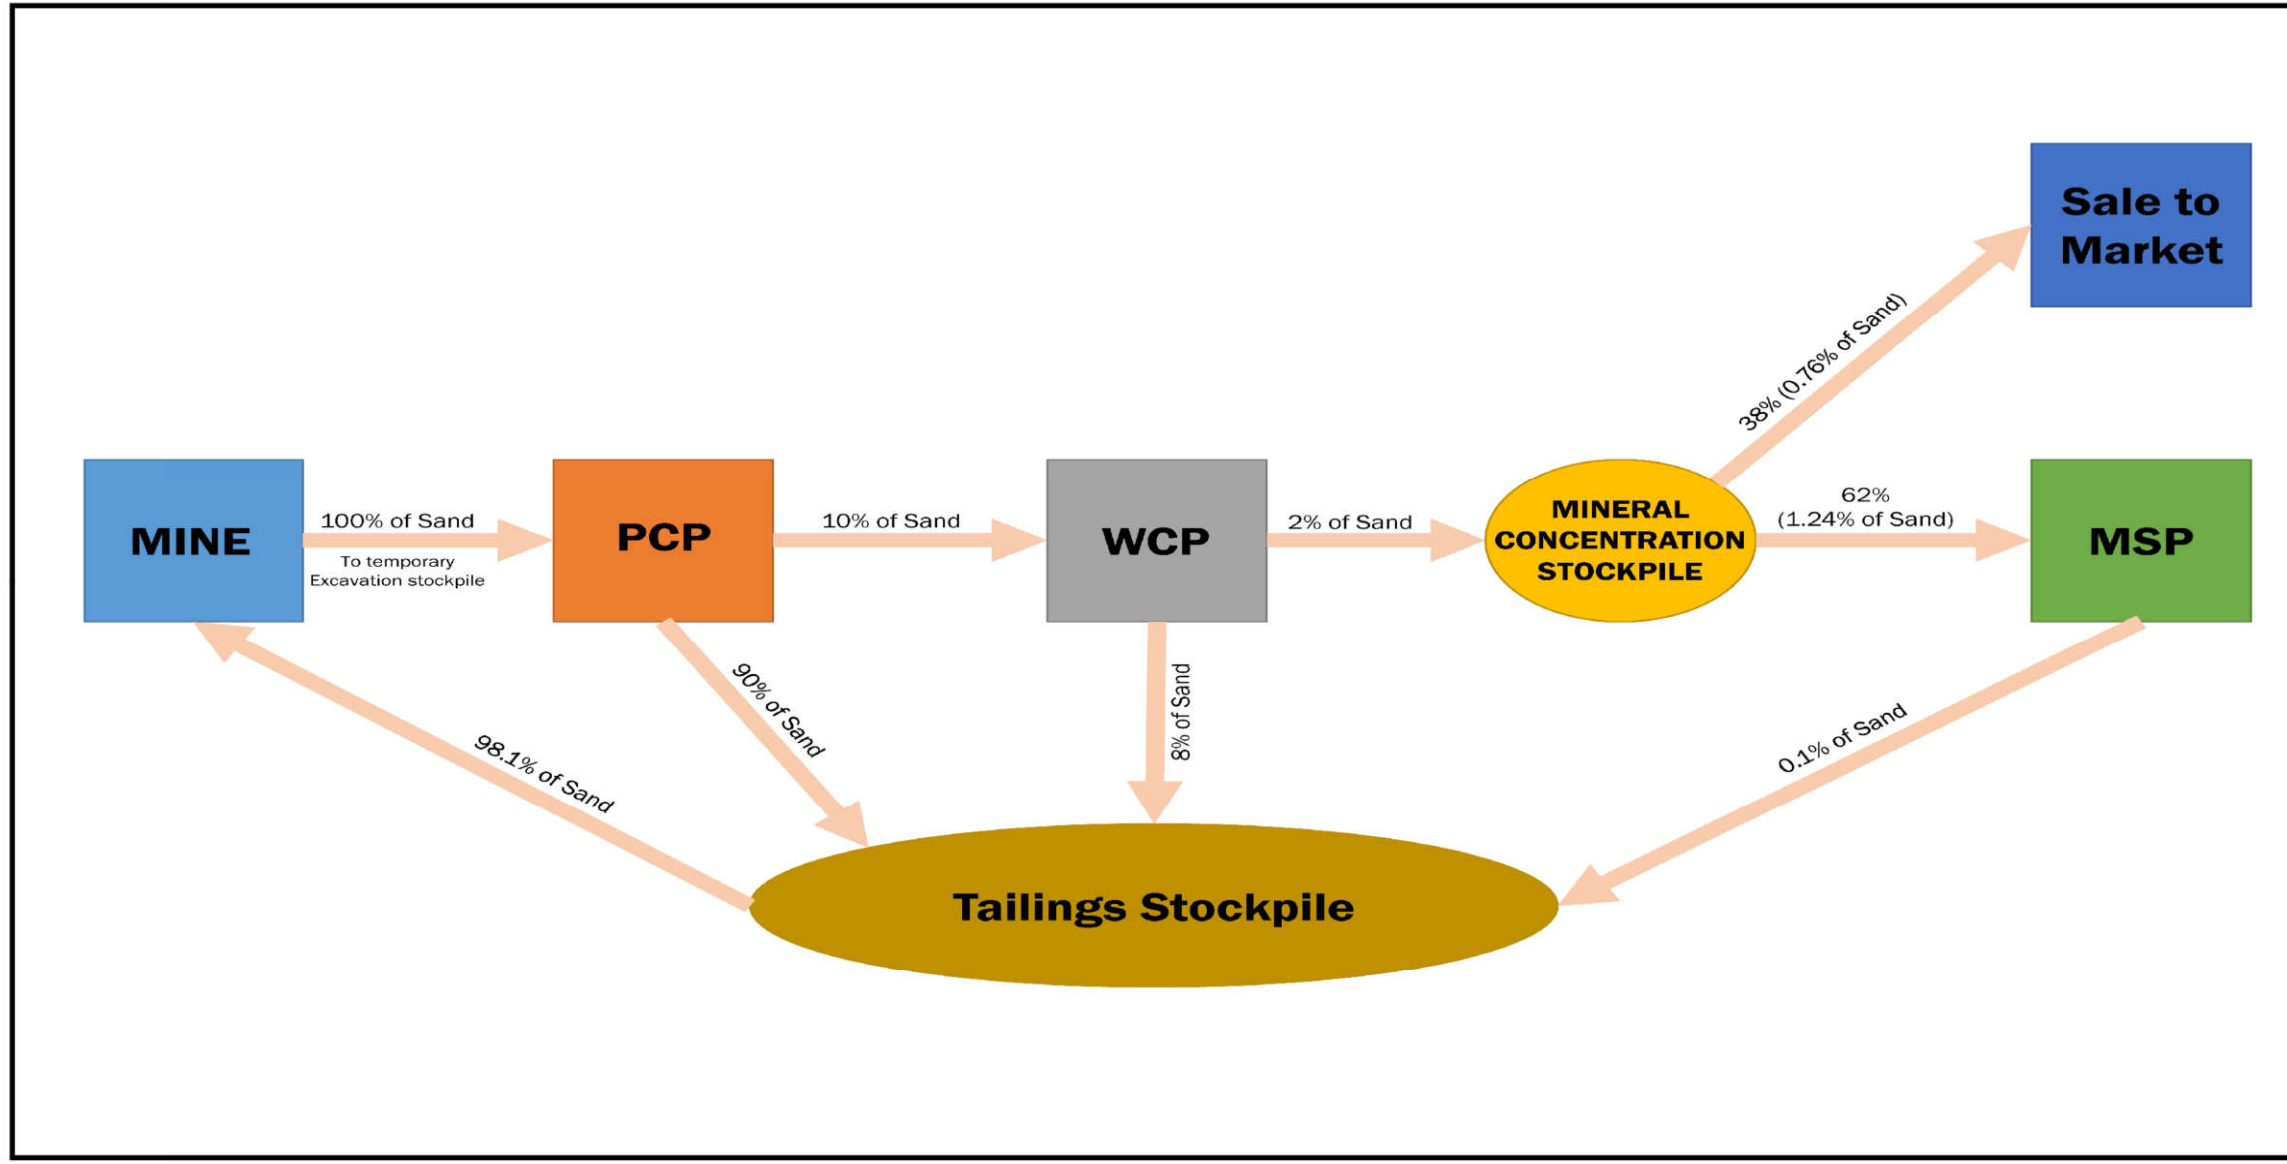 Sale to
Market
38% (0.76% of Sand)
MINE
100% of Sand
To temporary
Excavation stockpile
PCP
10% of Sand
WCP
2% of Sand
MINERAL
CONCENTRATION
STOCKPILE
62%
(1.24% of Sand)
MSP
98.1% of Sand
90% of Sand
8% of Sand
0.1% of Sand
Tailings Stockpile